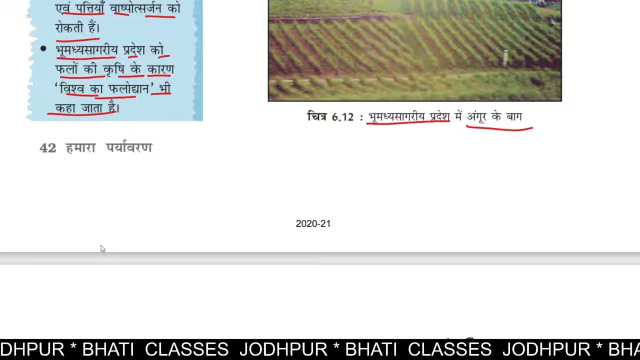 एवं पत्तियाँ वाष्पोत्सर्जन को
रोकती हैं।
• भूमध्यसागरीय प्रदेश को
फलों की कृषि के कारण
‘विश्व का फलोद्यान’ भी
कहा जाता है।
चित्र 6.12 : भूमध्यसागरीय प्रदेश में अंगूर के बाग
42 हमारा पर्यावरण
2020-21
DHPUR * BHATI CLASSES JODHPUR * BHATI CLASSES JODHPUR * BHA